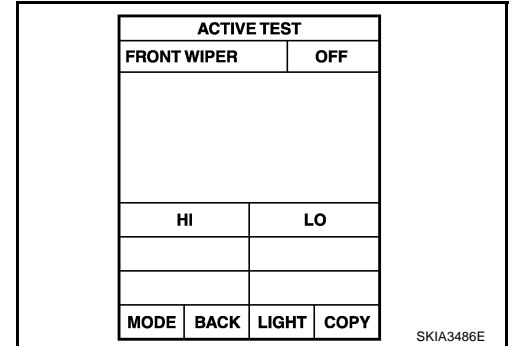 ACTIVE TEST
FRONT WIPER OFF
HI LO
MODE BACK LIGHT COPY
SKIA3486E